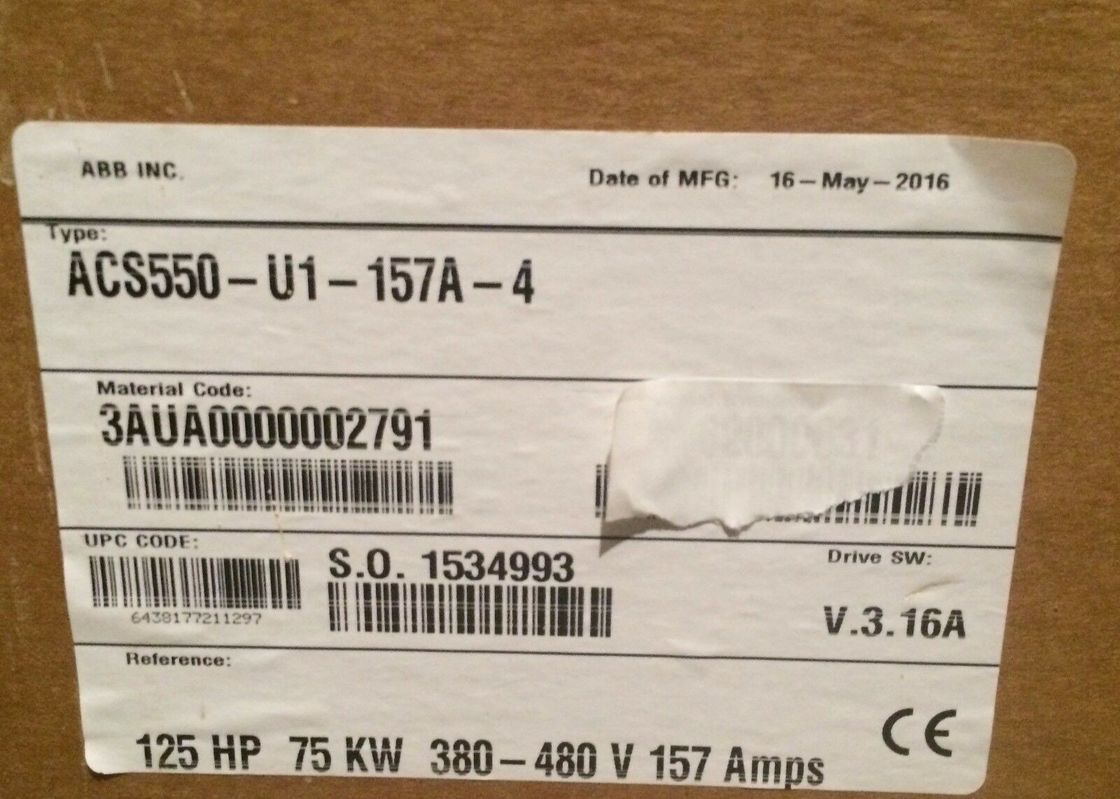 ABB INC.
Date of MFG: 16-May-2016
Type:
ACS550-U1-157A-4
Material Code:
3AUA0000002791
UPC CODE:
6438177211297
S.O. 1534993
Drive SW:
V.3.16A
Reference:
CE
125 HP 75 KW 380-480 V 157 Amps